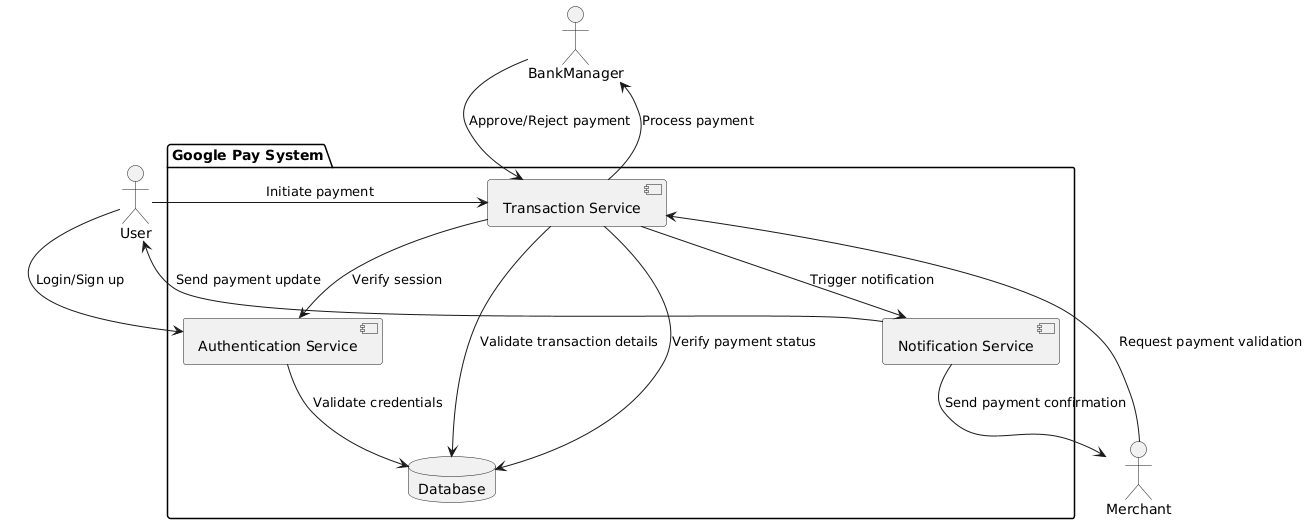 BankManager
Approve/Reject payment
Process payment
Google Pay System
User
Initiate payment
Transaction Service
Login/Sign up
Send payment update
Verify session
Trigger notification
Authentication Service
Validate transaction details
Verify payment status
Notification Service
Request payment validation
Validate credentials
Send payment confirmation
Database
Merchant